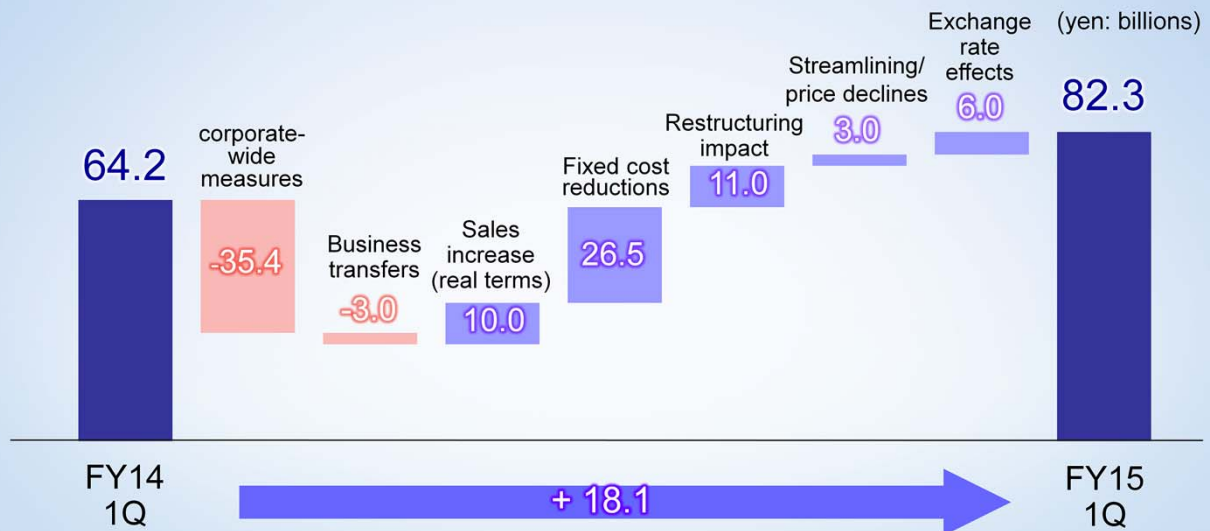 (yen: billions)
64.2
corporate-
wide
measures
-35.4
Business
transfers
-3.0
Sales
increase
(real terms)
10.0
Fixed cost
reductions
26.5
Restructuring
impact
11.0
Streamlining/
price declines
3.0
Exchange
rate
effects
6.0
82.3
FY14
1Q
+ 18.1
FY15
1Q